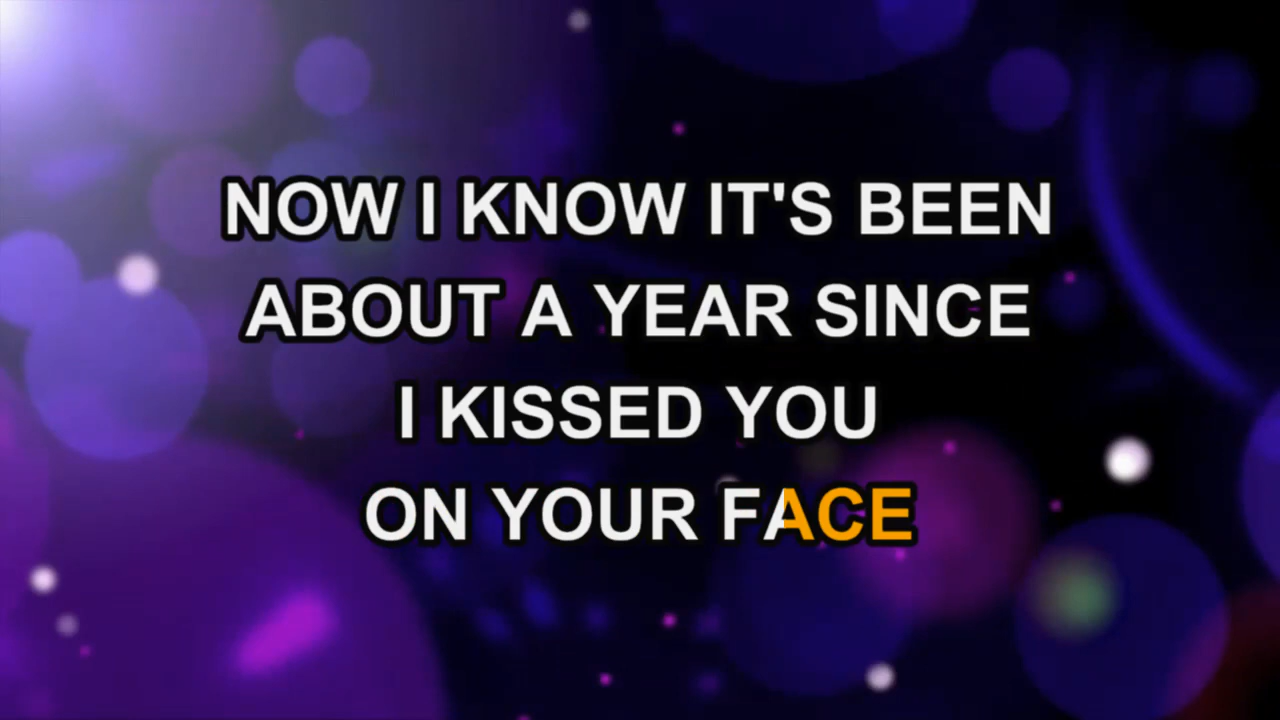 NOW I KNOW IT'S BEEN
ABOUT A YEAR SINCE
I KISSED YOU
ON YOUR FACE